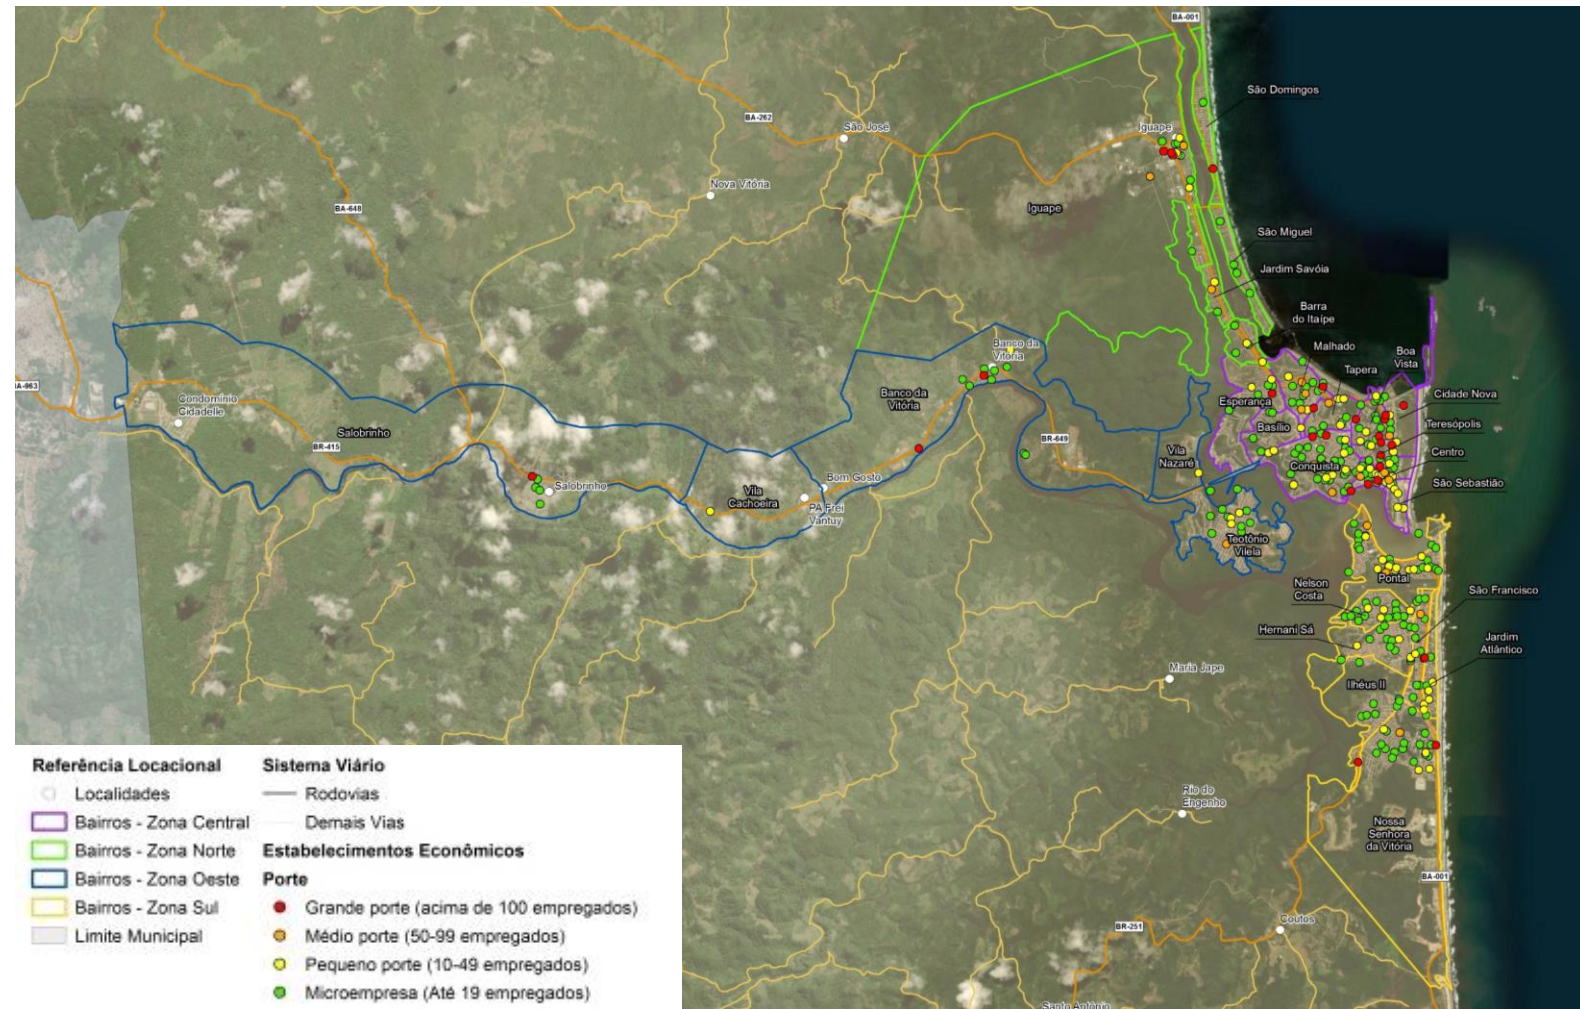 BA-001
São Domingos
BA-262
São José
Iguape
Nova Vitória
BA-648
Iguape
São Miguel
Jardim Savóia
Barra
do Itaípe
Malhado
Boa
Vista
Tapera
Banco da
Vitória
BA-963
Condomínio
Cidadelle
Banco da
Vitória
Esperança
Cidade Nova
Salobrinho
BR-415
BR-649
Basílio
Teresópolis
Vila
Nazaré
Centro
Conquista
Bom Gosto
Salobrinho
Vila
Cachoeira
PA Frei
Vantuy
São Sebastião
Teotônio
Vilela
Pontal
Nelson
Costa
São Francisco
Hernani Sá
Jardim
Atlântico
Maria Jape
Ilhéus II
Rio do
Engenho
Nossa
Senhora
da Vitória
BA-001
Coutos
BR-251
Santo Antônio
Referência Locacional
Localidades
Bairros - Zona Central
Bairros - Zona Norte
Bairros - Zona Oeste
Bairros - Zona Sul
Limite Municipal
Sistema Viário
Rodovias
Demais Vias
Estabelecimentos Econômicos
Porte
Grande porte (acima de 100 empregados)
Médio porte (50-99 empregados)
Pequeno porte (10-49 empregados)
Microempresa (Até 19 empregados)